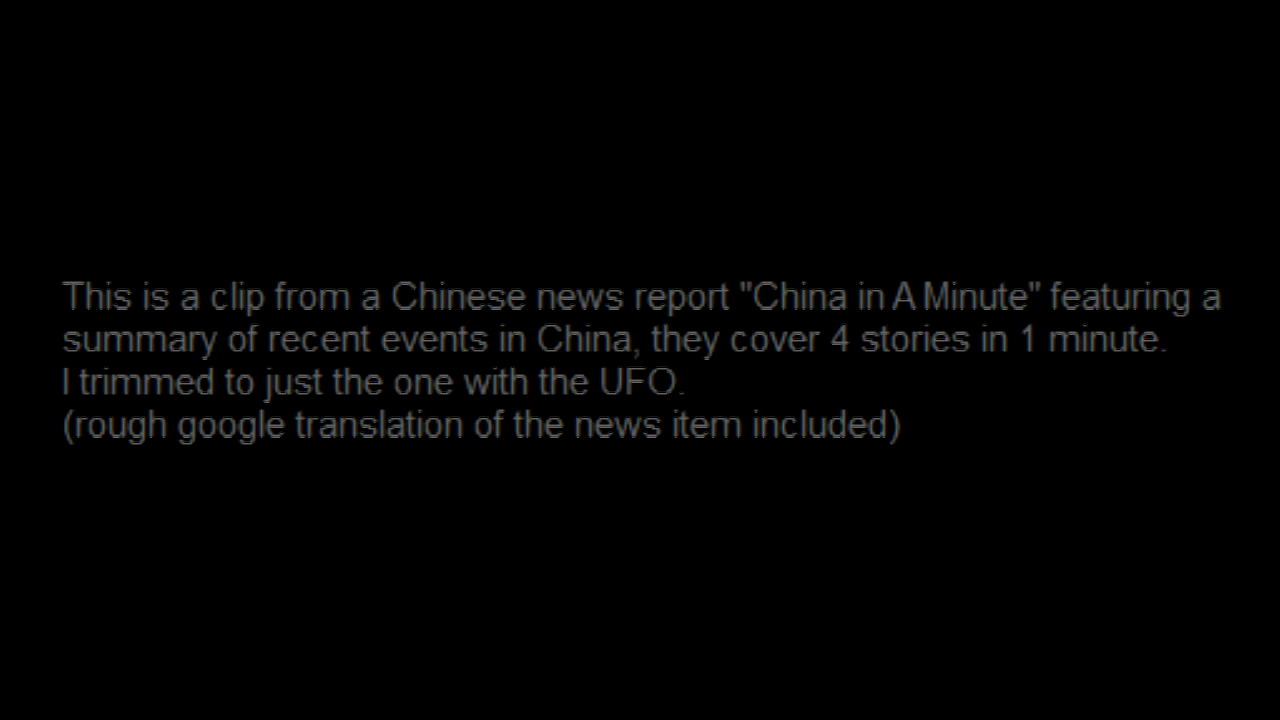 This is a clip from a Chinese news report "China in A Minute" featuring a
summary of recent events in China, they cover 4 stories in 1 minute.
I trimmed to just the one with the UFO.
(rough google translation of the news item included)